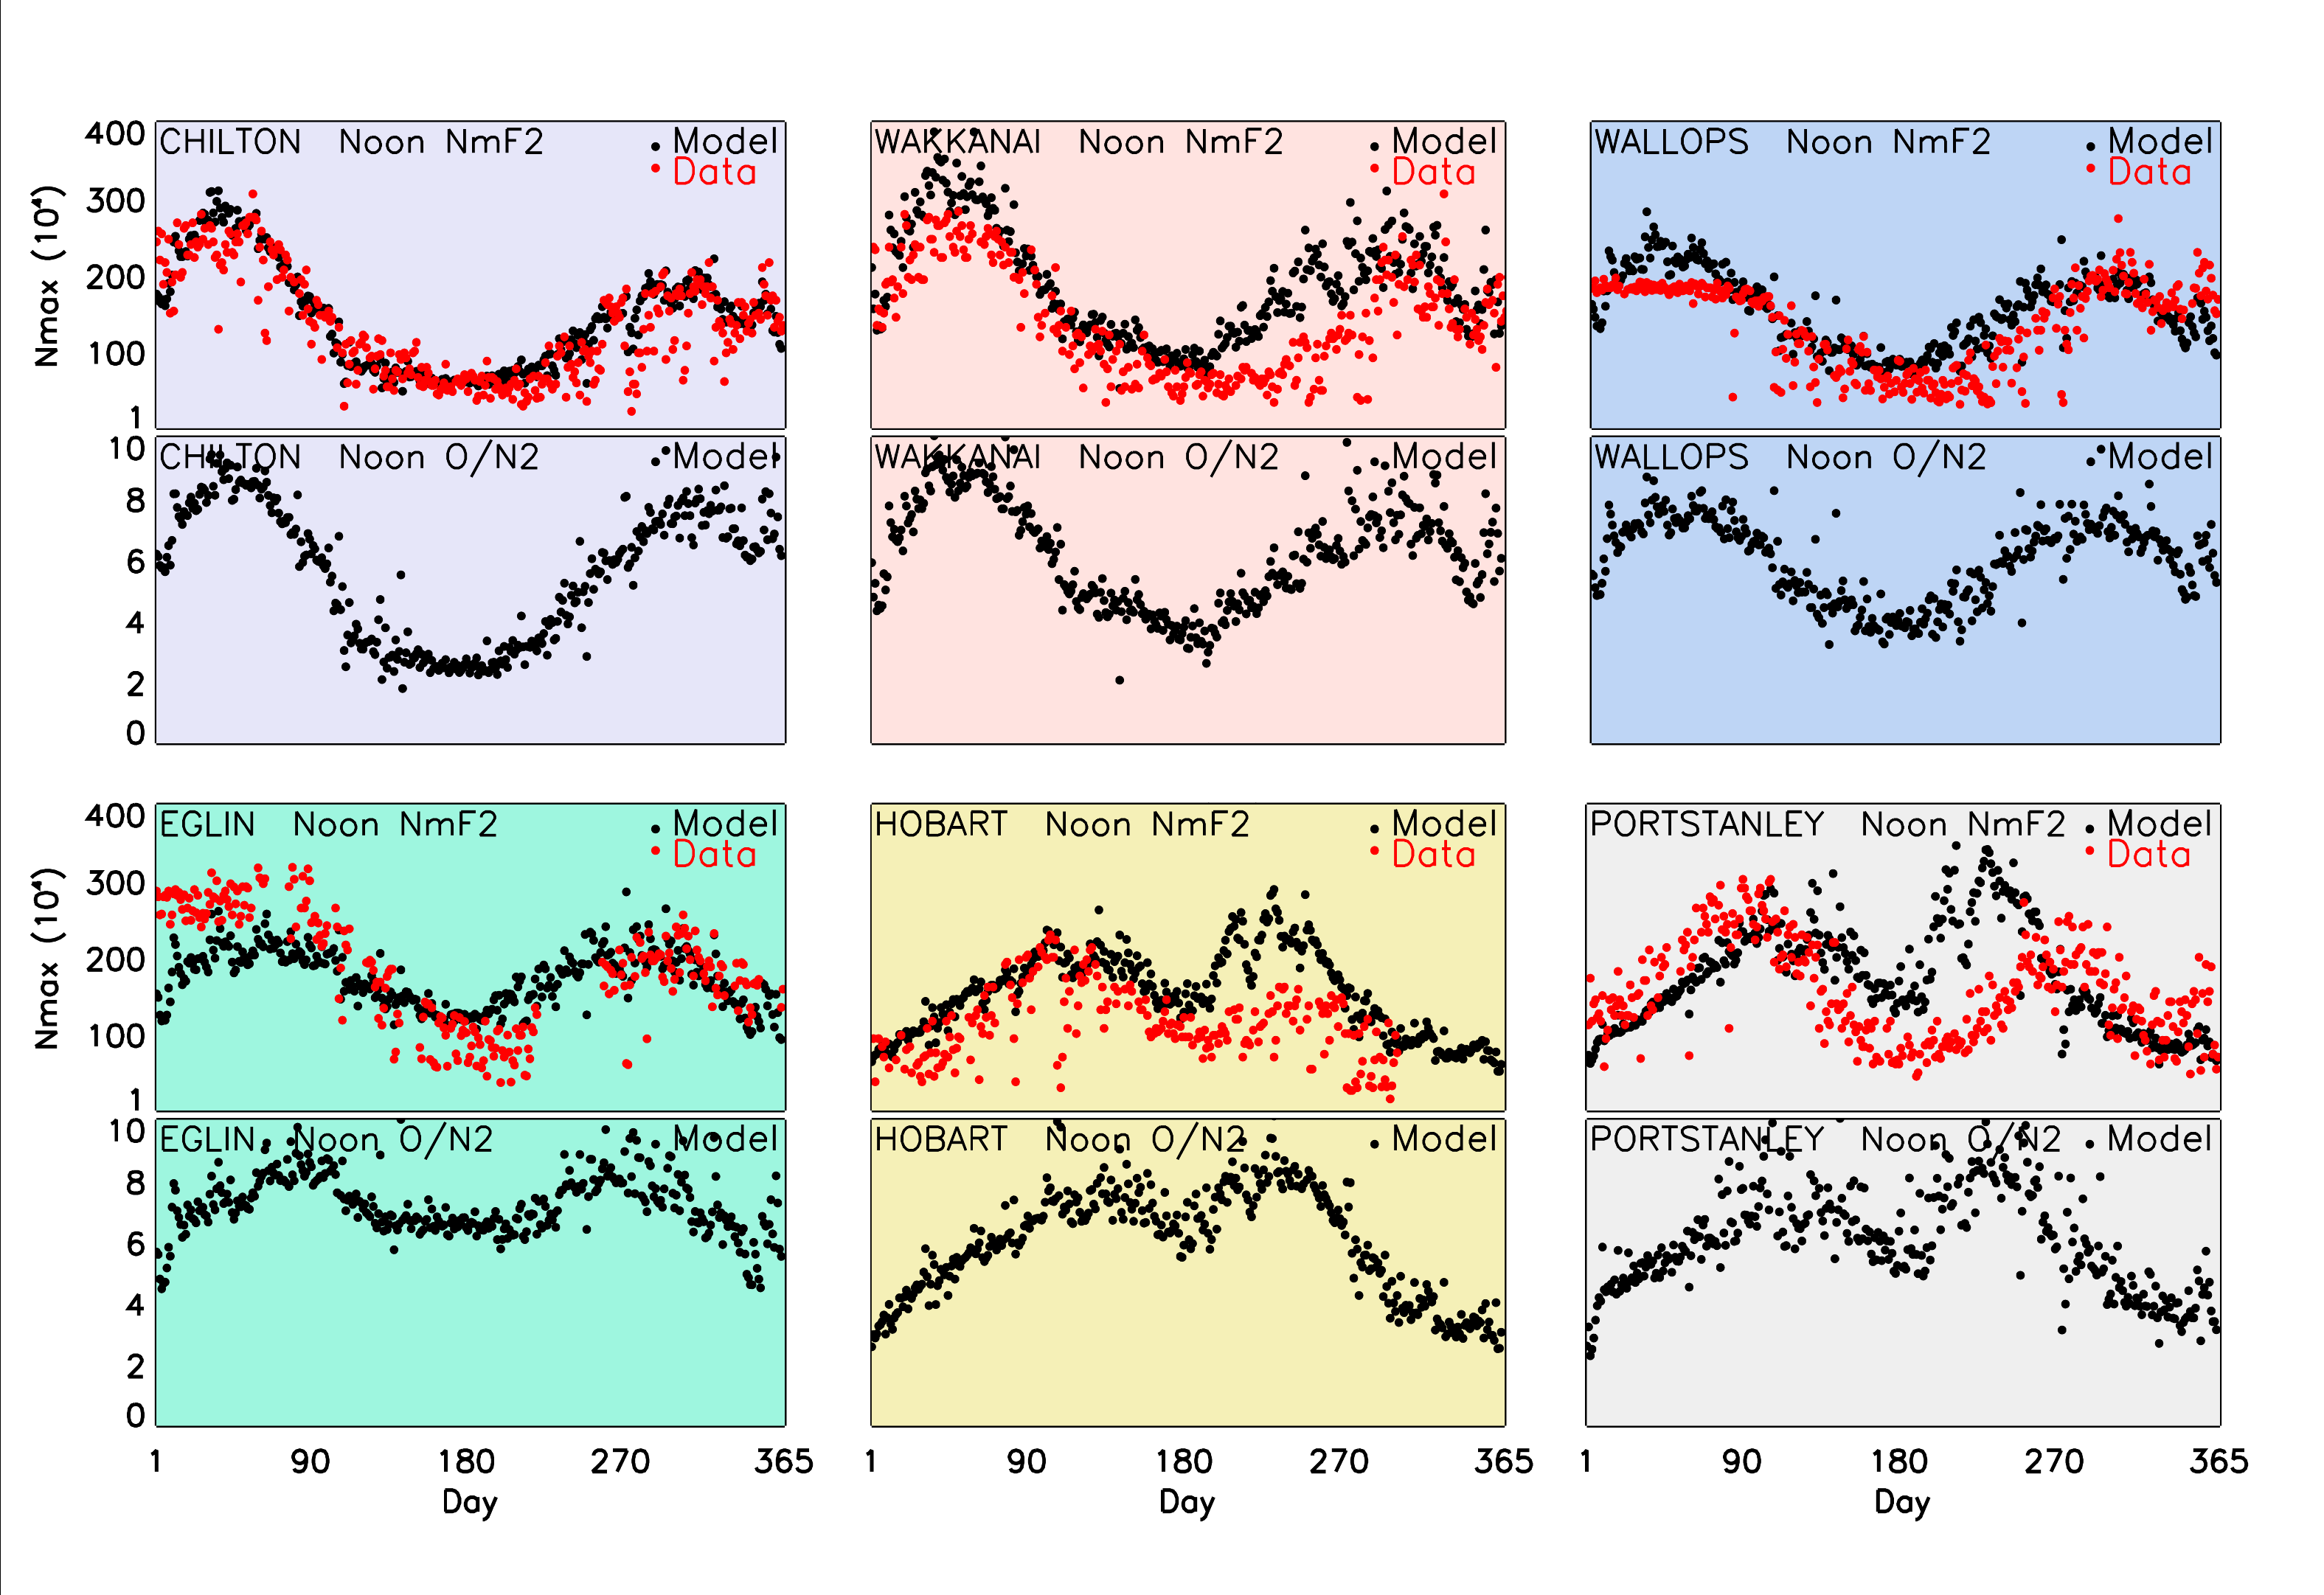 CHILTON Noon NmF2 Model
Data
WAKKANAI Noon NmF2 Model
Data
WALLOPS Noon NmF2 Model
Data
400
300
200
100
1
Nmax (10⁴)
CHILTON Noon O/N2 Model
WAKKANAI Noon O/N2 Model
WALLOPS Noon O/N2 Model
10
8
6
4
2
0
EGLIN Noon NmF2 Model
Data
HOBART Noon NmF2 Model
Data
PORTSTANLEY Noon NmF2 Model
Data
400
300
200
100
1
Nmax (10⁴)
EGLIN Noon O/N2 Model
HOBART Noon O/N2 Model
PORTSTANLEY Noon O/N2 Model
10
8
6
4
2
0
1 90 180 270 365
Day
1 90 180 270 365
Day
1 90 180 270 365
Day